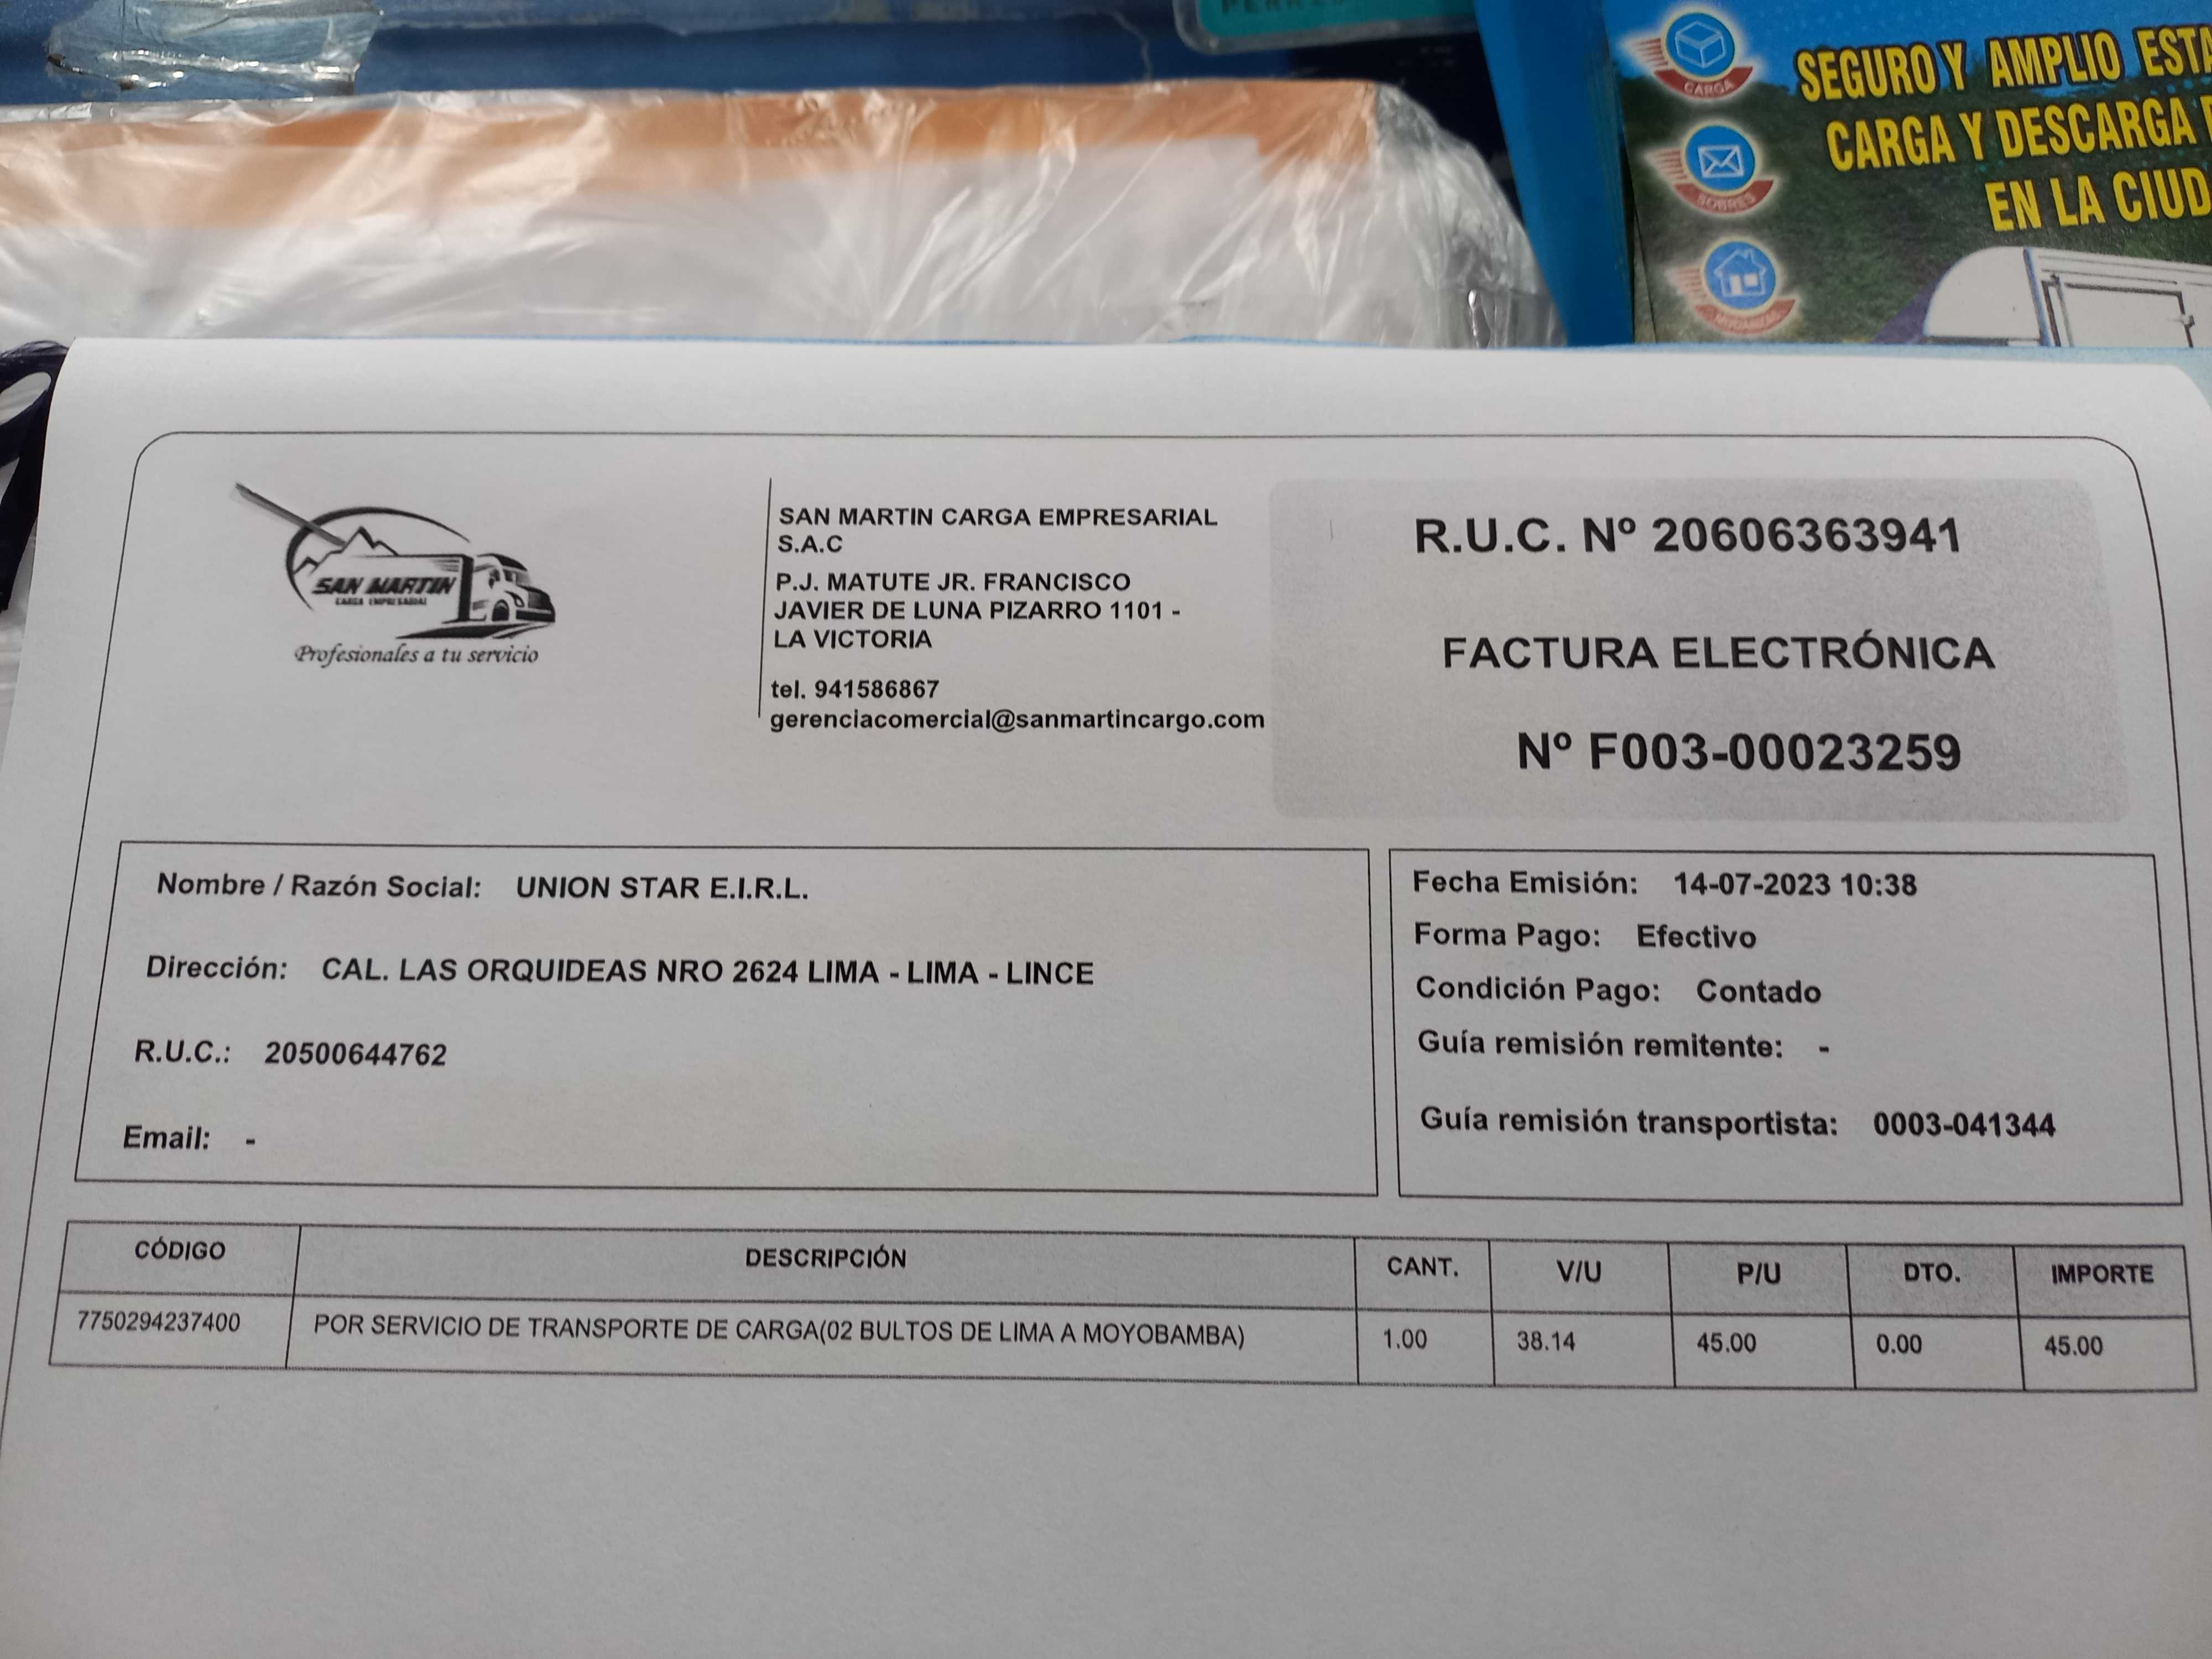 SEGURO Y AMPLIO
CARGA Y DESCARGA
EN LA
CARGA
SOBRES
SAN MARTIN
CARGA EMPRESARIAL
Profesionales a tu servicio
SAN MARTIN CARGA EMPRESARIAL
S.A.C
P.J. MATUTE JR. FRANCISCO
JAVIER DE LUNA PIZARRO 1101 -
LA VICTORIA
tel. 941586867
gerenciacomercial@sanmartincargo.com
R.U.C. Nº 20606363941
FACTURA ELECTRÓNICA
Nº F003-00023259
Nombre / Razón Social: UNION STAR E.I.R.L.
Dirección: CAL. LAS ORQUIDEAS NRO 2624 LIMA - LIMA - LINCE
R.U.C.: 20500644762
Email: -
Fecha Emisión: 14-07-2023 10:38
Forma Pago: Efectivo
Condición Pago: Contado
Guía remisión remitente: -
Guía remisión transportista: 0003-041344
CÓDIGO DESCRIPCIÓN CANT. V/U P/U DTO. IMPORTE
7750294237400 POR SERVICIO DE TRANSPORTE DE CARGA(02 BULTOS DE LIMA A MOYOBAMBA) 1.00 38.14 45.00 0.00 45.00